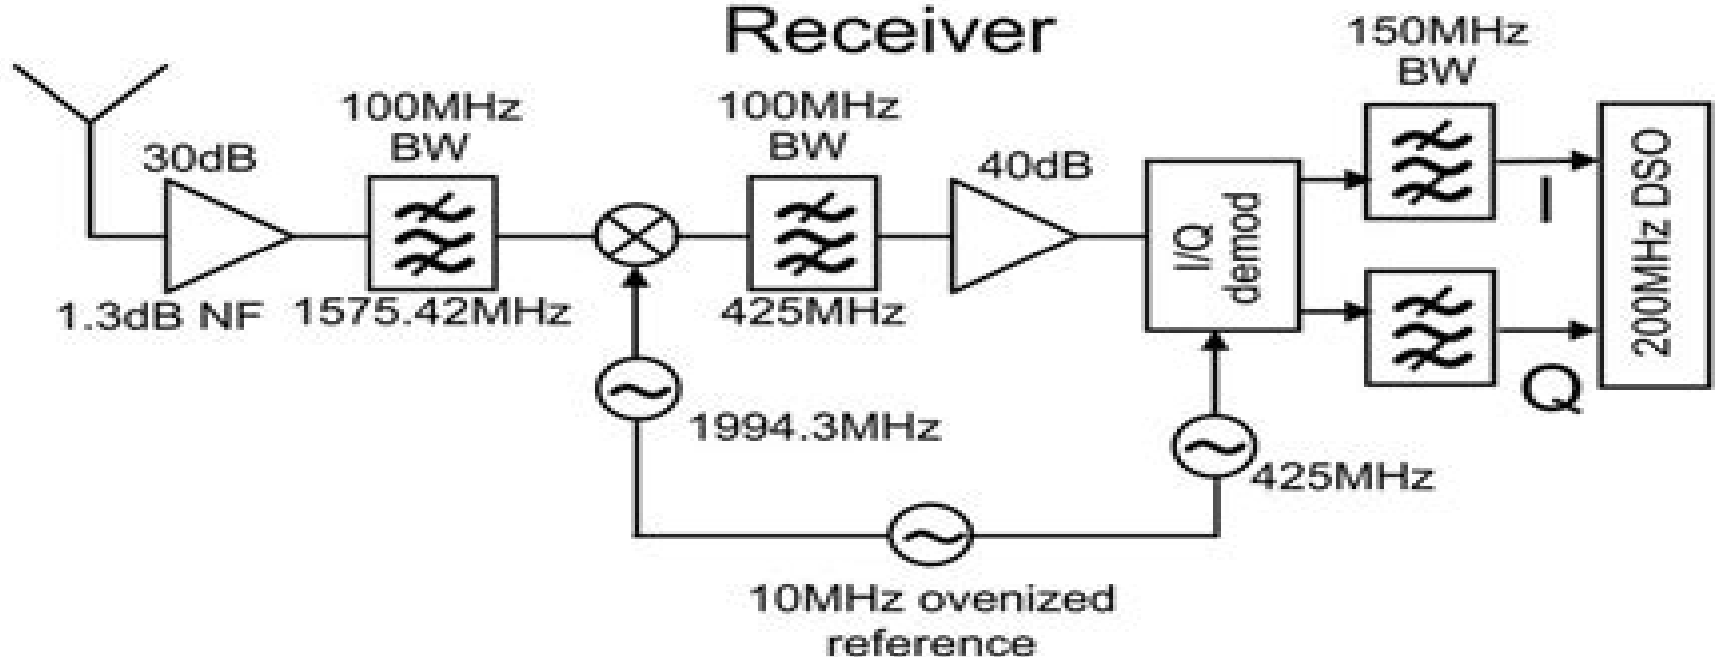 Receiver
150MHz
BW
100MHz
BW
100MHz
BW
30dB
40dB
1.3dB NF
1575.42MHz
425MHz
I/Q
demod
I
Q
200MHz DSO
1994.3MHz
425MHz
10MHz ovenized
reference